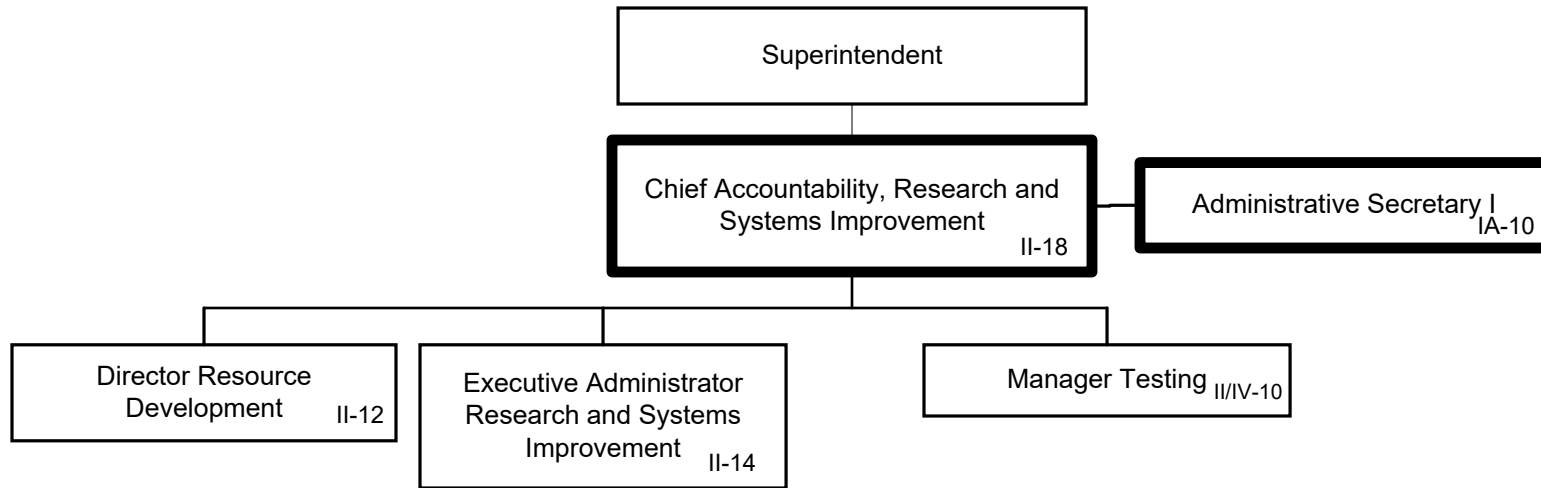 Superintendent
Chief Accountability, Research and
Systems Improvement
II-18
Administrative Secretary I
IA-10
Director Resource
Development
II-12
Executive Administrator
Research and Systems
Improvement
II-14
Manager Testing
II/IV-10